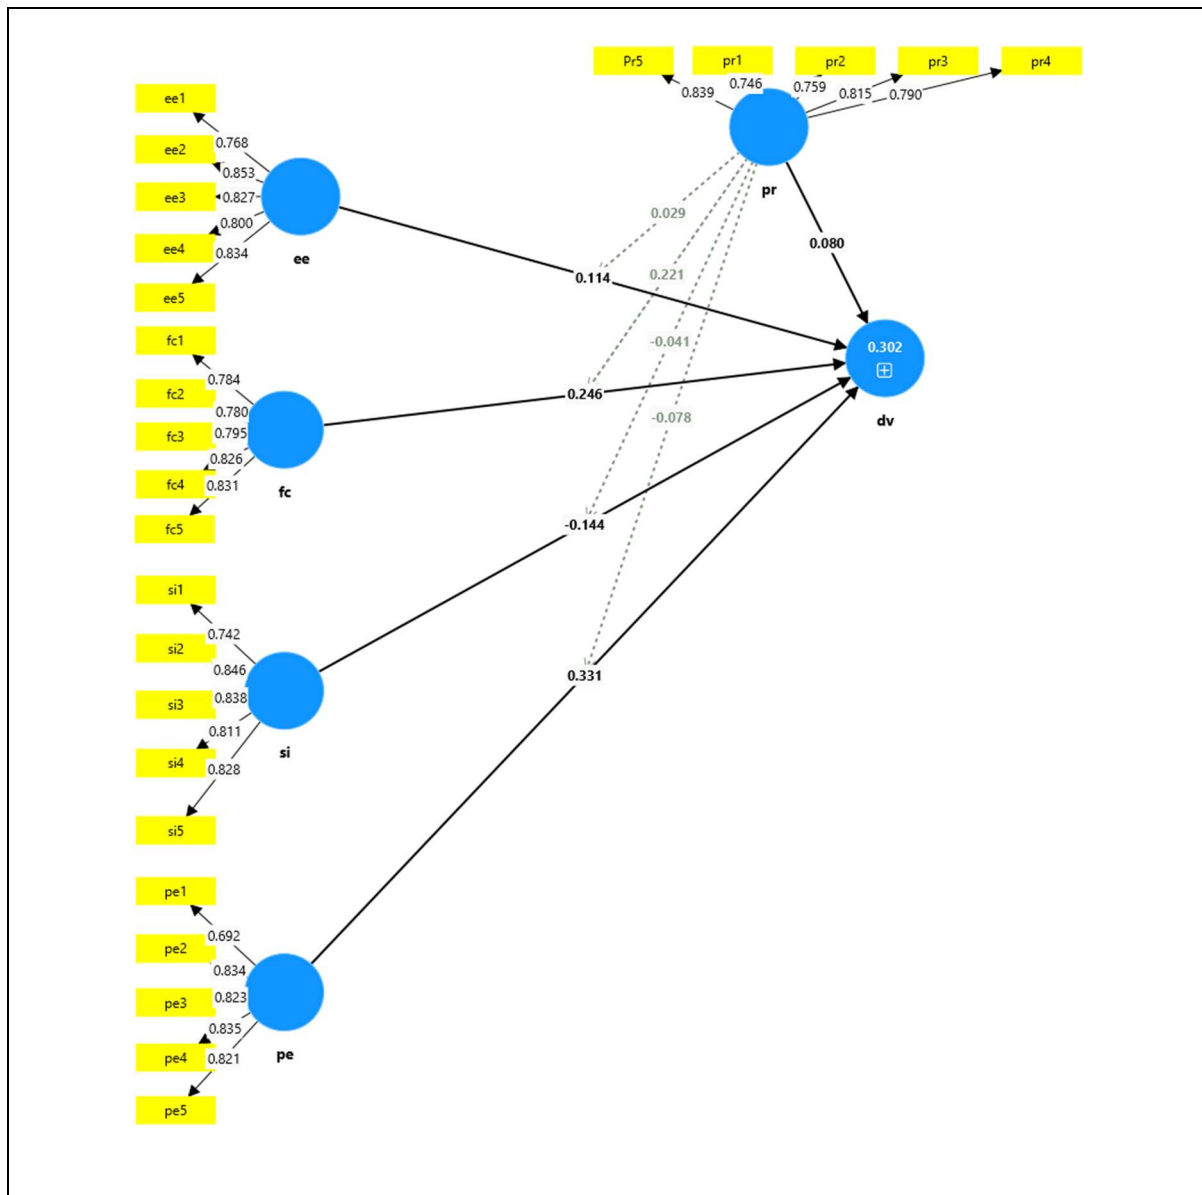 Pr5 pr1 pr2 pr3 pr4
0.839 0.746 0.759 0.815 0.790
pr
ee1
ee2
ee3
ee4
ee5
0.768
0.853
0.827
0.800
0.834
ee
fc1
fc2
fc3
fc4
fc5
0.784
0.780
0.795
0.826
0.831
fc
si1
si2
si3
si4
si5
0.742
0.846
0.838
0.811
0.828
si
pe1
pe2
pe3
pe4
pe5
0.692
0.834
0.823
0.835
0.821
pe
0.029
0.221
-0.041
-0.078
0.080
0.114
0.246
-0.144
0.331
0.302
dv